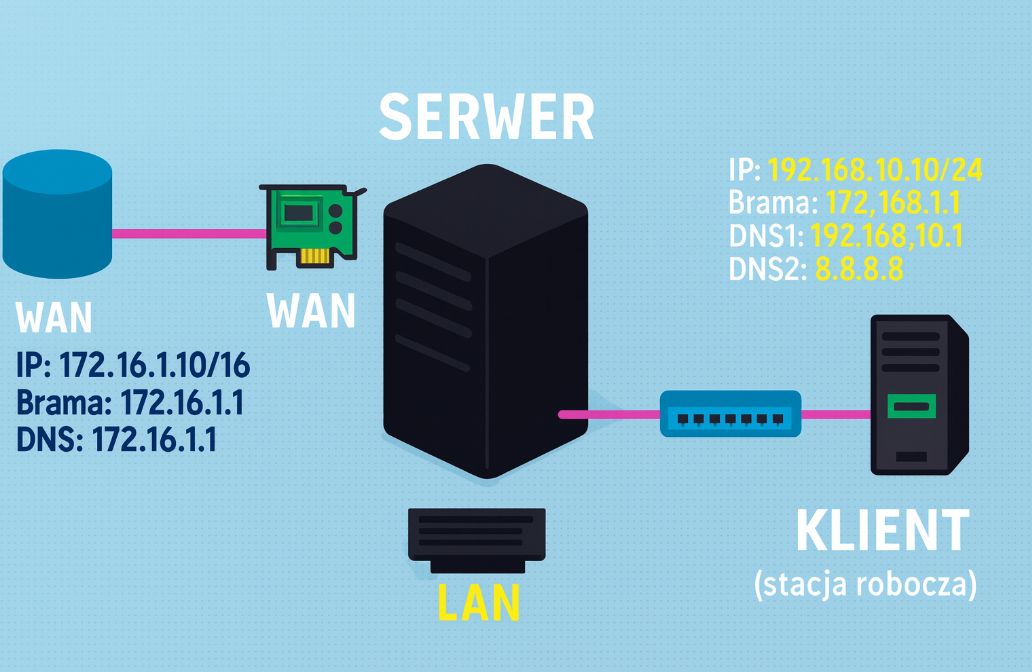 SERWER
IP: 192.168.10.10/24
Brama: 172,168.1.1
DNS1: 192.168,10.1
DNS2: 8.8.8.8
WAN
WAN
IP: 172.16.1.10/16
Brama: 172.16.1.1
DNS: 172.16.1.1
KLIENT
(stacja robocza)
LAN